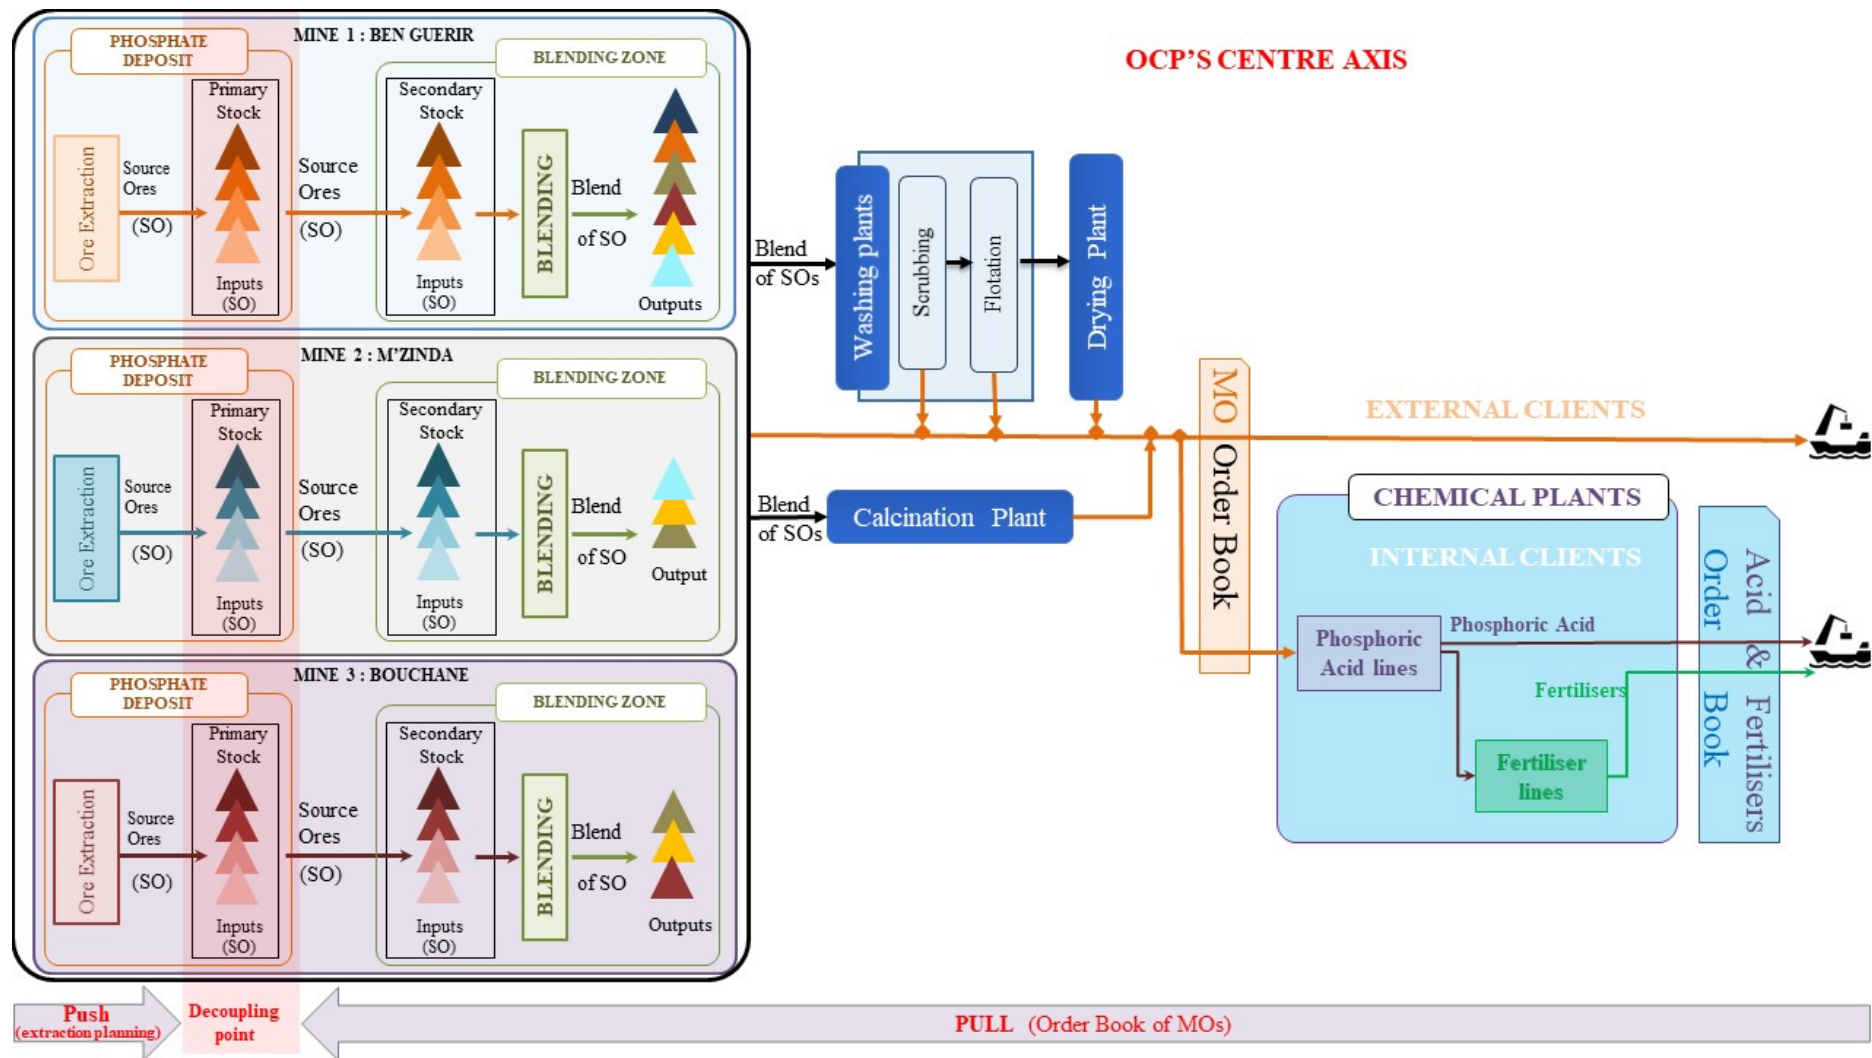 OCP'S CENTRE AXIS
MINE 1 : BEN GUERIR
PHOSPHATE
DEPOSIT
BLENDING ZONE
Ore Extraction
Source
Ores
(SO)
Primary
Stock
Inputs
(SO)
Source
Ores
(SO)
Secondary
Stock
Inputs
(SO)
BLENDING
Blend
of SO
Outputs
MINE 2 : M'ZINDA
PHOSPHATE
DEPOSIT
BLENDING ZONE
Ore Extraction
Source
Ores
(SO)
Primary
Stock
Inputs
(SO)
Source
Ores
(SO)
Secondary
Stock
Inputs
(SO)
BLENDING
Blend
of SO
Output
MINE 3 : BOUCHANE
PHOSPHATE
DEPOSIT
BLENDING ZONE
Ore Extraction
Source
Ores
(SO)
Primary
Stock
Inputs
(SO)
Source
Ores
(SO)
Secondary
Stock
Inputs
(SO)
BLENDING
Blend
of SO
Outputs
Blend
of SOs
Washing plants
Scrubbing
Flotation
Drying Plant
Blend
of SOs
Calcination Plant
MO Order Book
EXTERNAL CLIENTS
CHEMICAL PLANTS
INTERNAL CLIENTS
Phosphoric
Acid lines
Phosphoric Acid
Fertilisers
Fertiliser
lines
Acid & Fertilisers
Order Book
Push
(extraction planning)
Decoupling
point
PULL (Order Book of MOs)